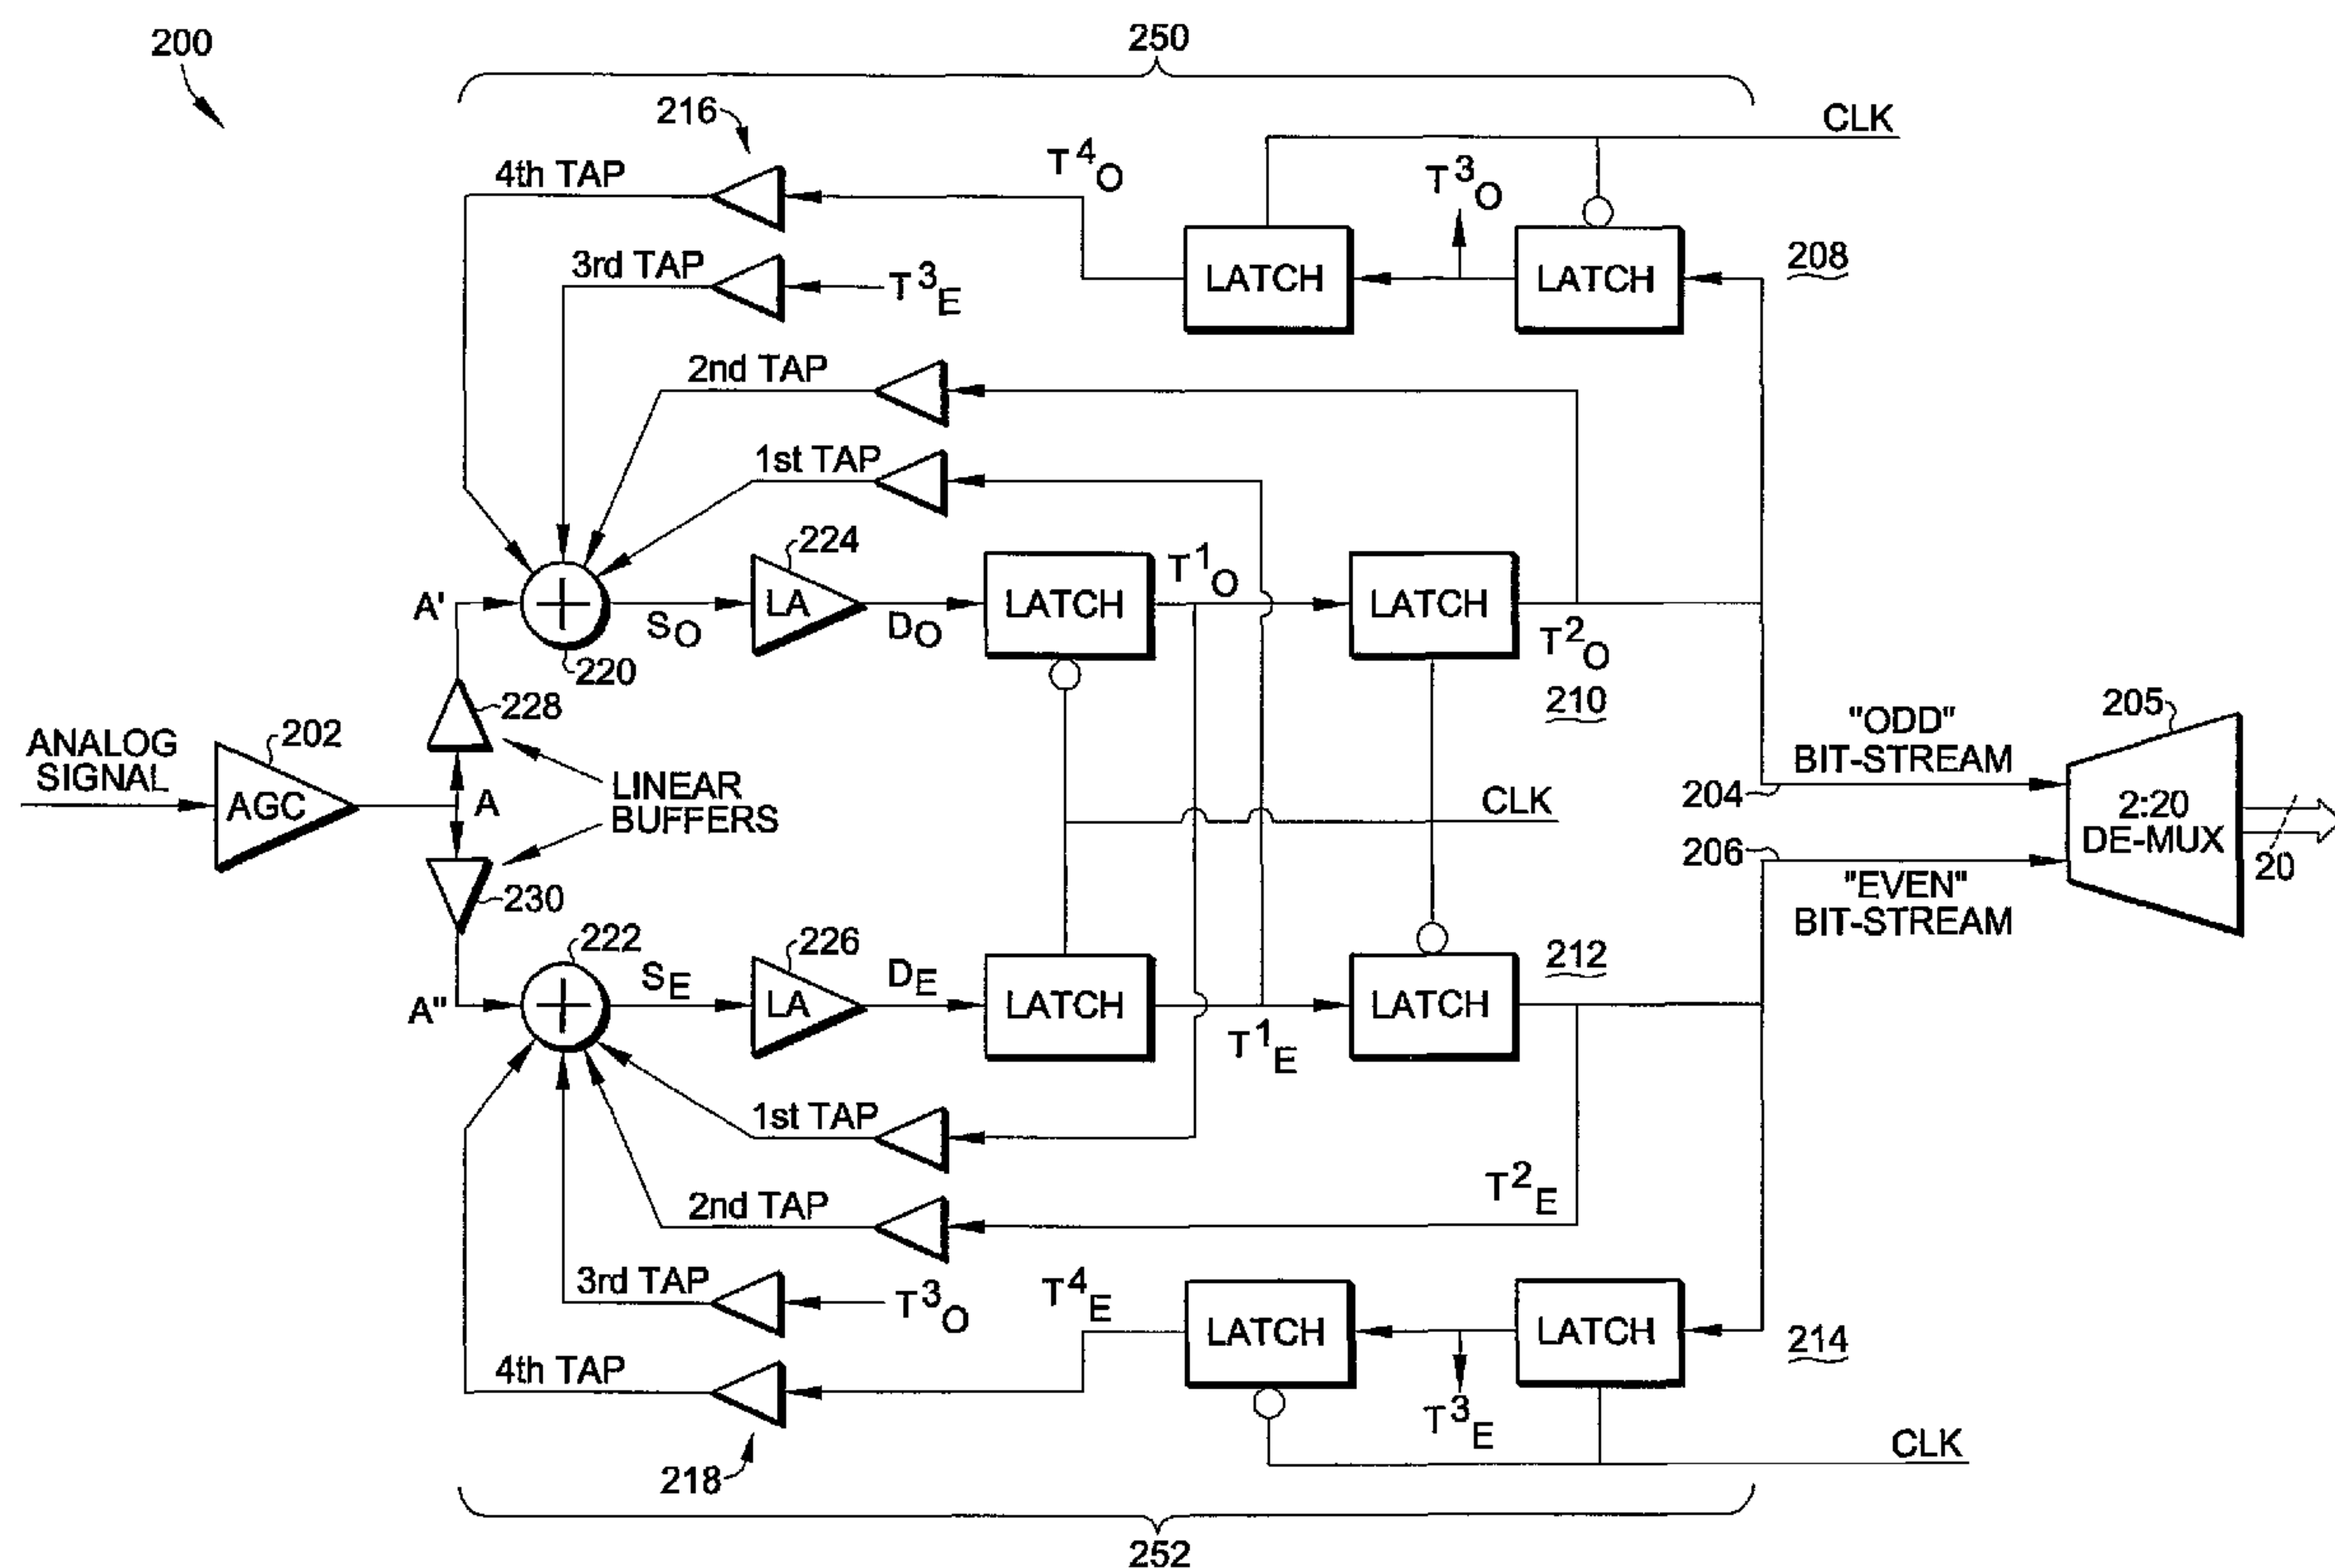 200
250
216
CLK
4th TAP
T4O
T3O
208
3rd TAP
T3E
LATCH
LATCH
2nd TAP
1st TAP
224
A'
SO
LA
DO
LATCH
T1O
LATCH
T2O
220
210
228
ANALOG
SIGNAL
202
AGC
A
LINEAR
BUFFERS
CLK
"ODD"
BIT-STREAM
204
205
2:20
DE-MUX
20
206
"EVEN"
BIT-STREAM
230
222
226
212
A"
SE
LA
DE
LATCH
T1E
LATCH
1st TAP
2nd TAP
T2E
3rd TAP
T3O
T4E
LATCH
LATCH
214
4th TAP
T3E
218
CLK
252